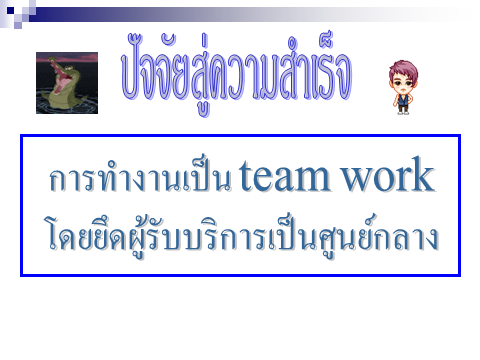 ปัจจัยสู่ความสำเร็จ
การทำงานเป็น team work
โดยยึดผู้รับบริการเป็นศูนย์กลาง